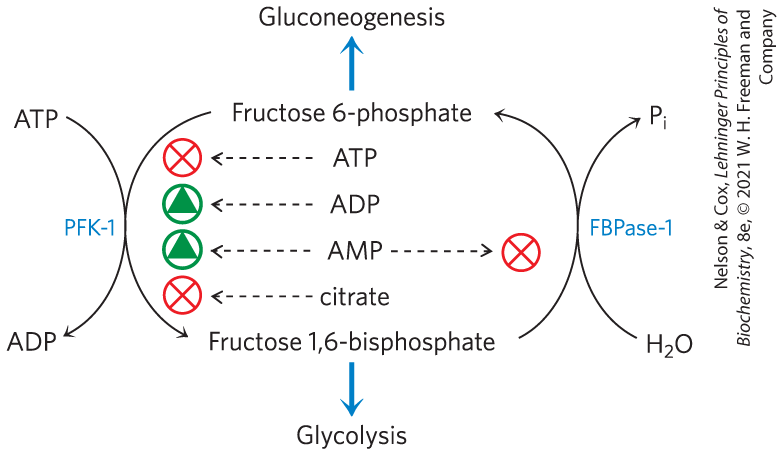 Gluconeogenesis
ATP
Fructose 6-phosphate
Pi
ATP
ADP
PFK-1
AMP
FBPase-1
citrate
ADP
Fructose 1,6-bisphosphate
H2O
Glycolysis
Nelson & Cox, Lehninger Principles of
Biochemistry, 8e, © 2021 W. H. Freeman and
Company